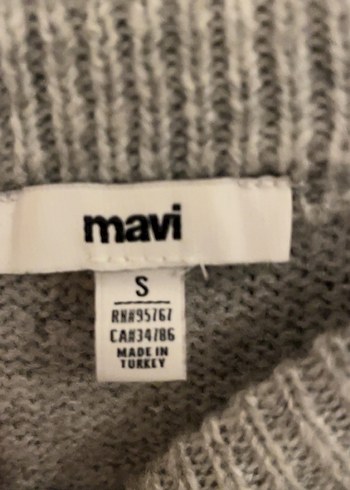 mavi
S
RN#95767
CA#34786
MADE IN
TURKEY